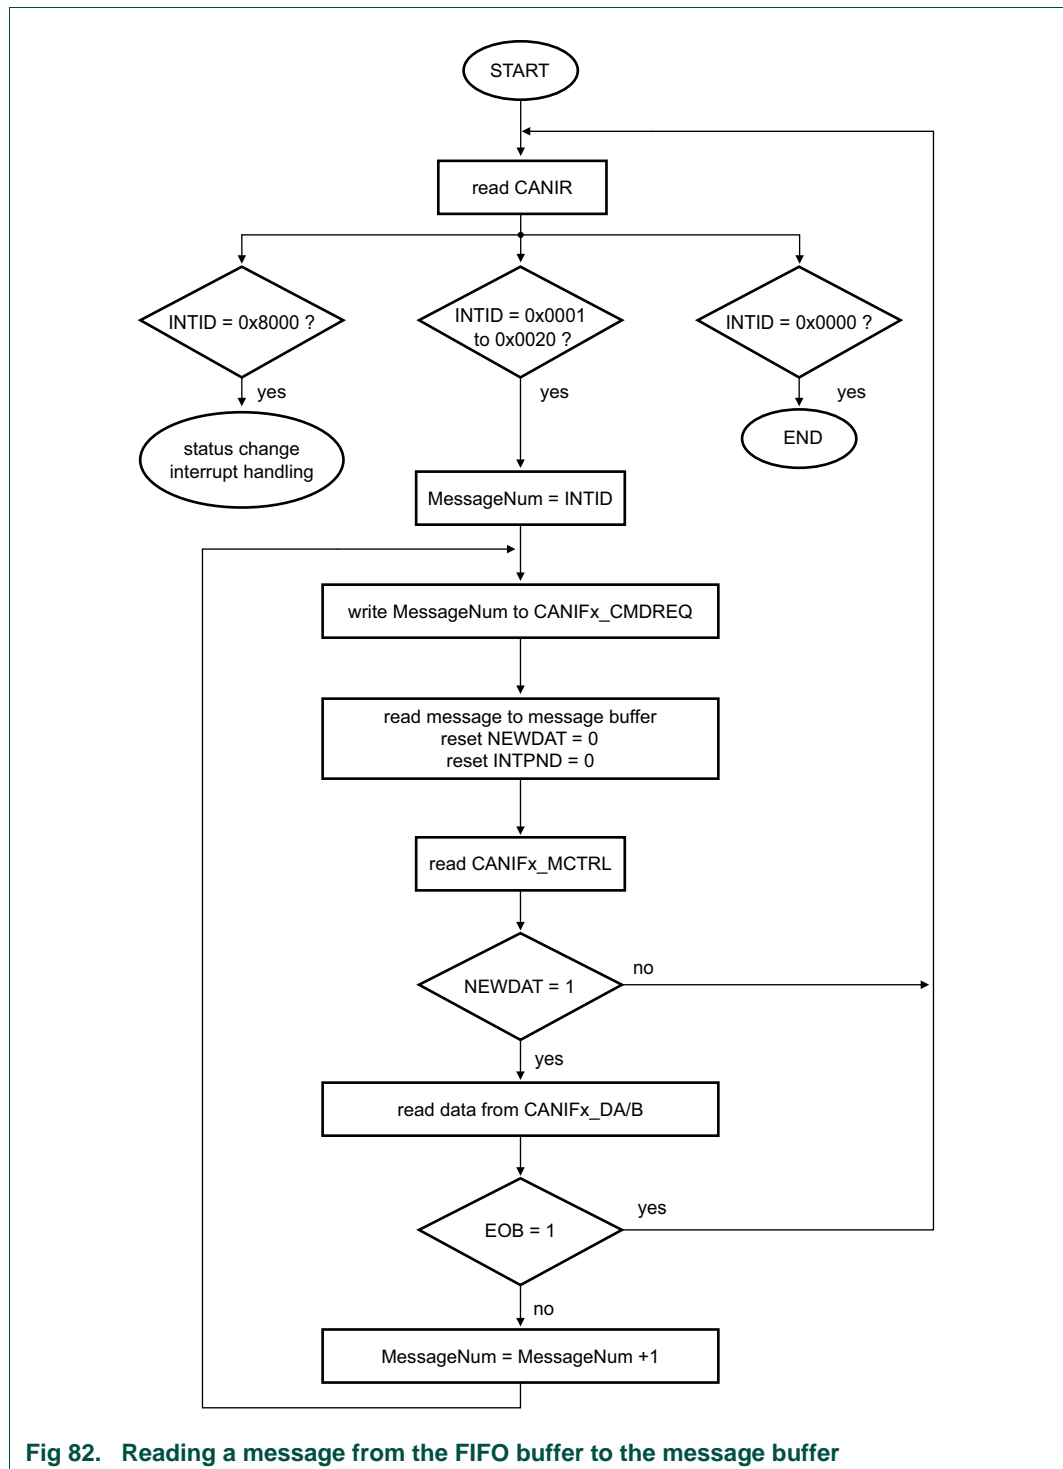 START
read CANIR
INTID = 0x8000 ?
INTID = 0x0001
to 0x0020 ?
INTID = 0x0000 ?
yes
yes
yes
status change
interrupt handling
END
MessageNum = INTID
write MessageNum to CANIFx_CMDREQ
read message to message buffer
reset NEWDAT = 0
reset INTPND = 0
read CANIFx_MCTRL
NEWDAT = 1
no
yes
read data from CANIFx_DA/B
EOB = 1
yes
no
MessageNum = MessageNum +1
Fig 82. Reading a message from the FIFO buffer to the message buffer